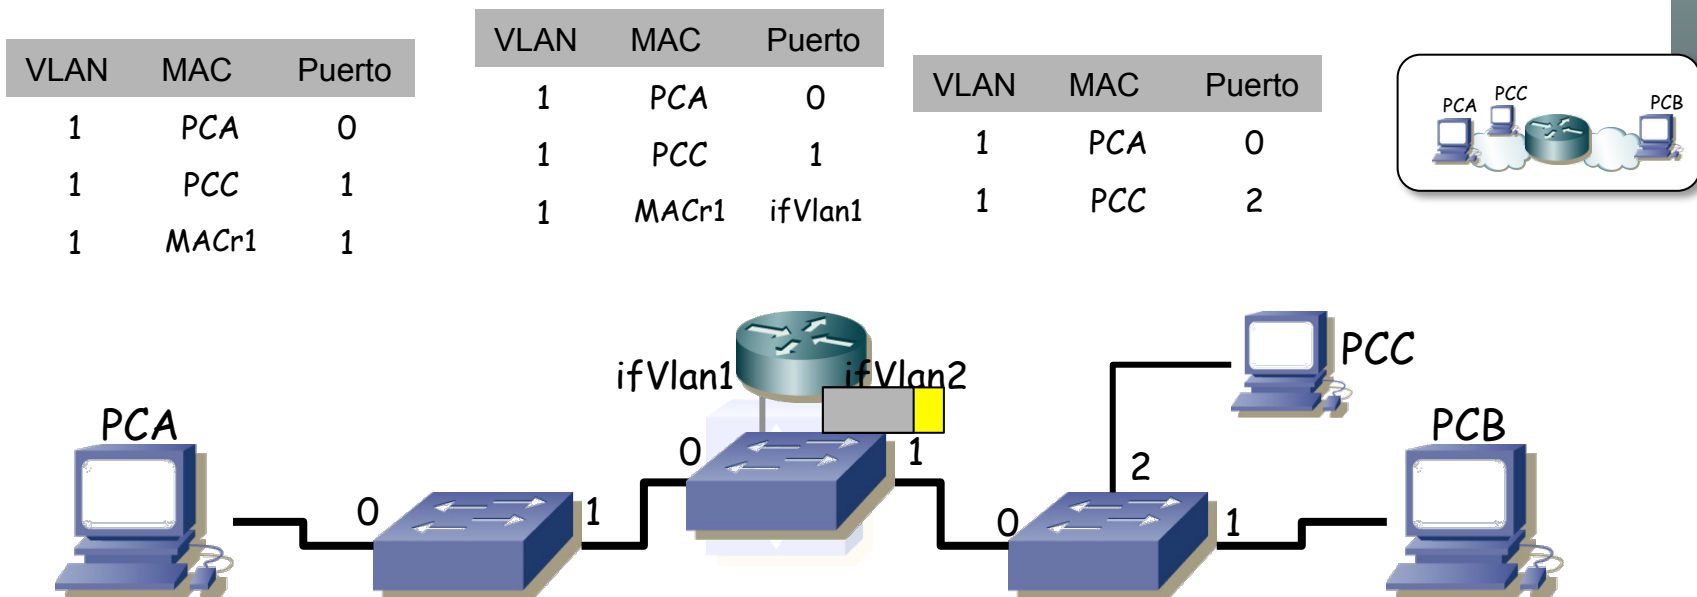 VLAN MAC Puerto
1 PCA 0
1 PCC 1
1 MACr1 1
VLAN MAC Puerto
1 PCA 0
1 PCC 1
1 MACr1 ifVlan1
VLAN MAC Puerto
1 PCA 0
1 PCC 2
PCA PCC PCB
ifVlan1 ifVlan2
PCC
PCA
PCB
0 1
2
0 1
0 1